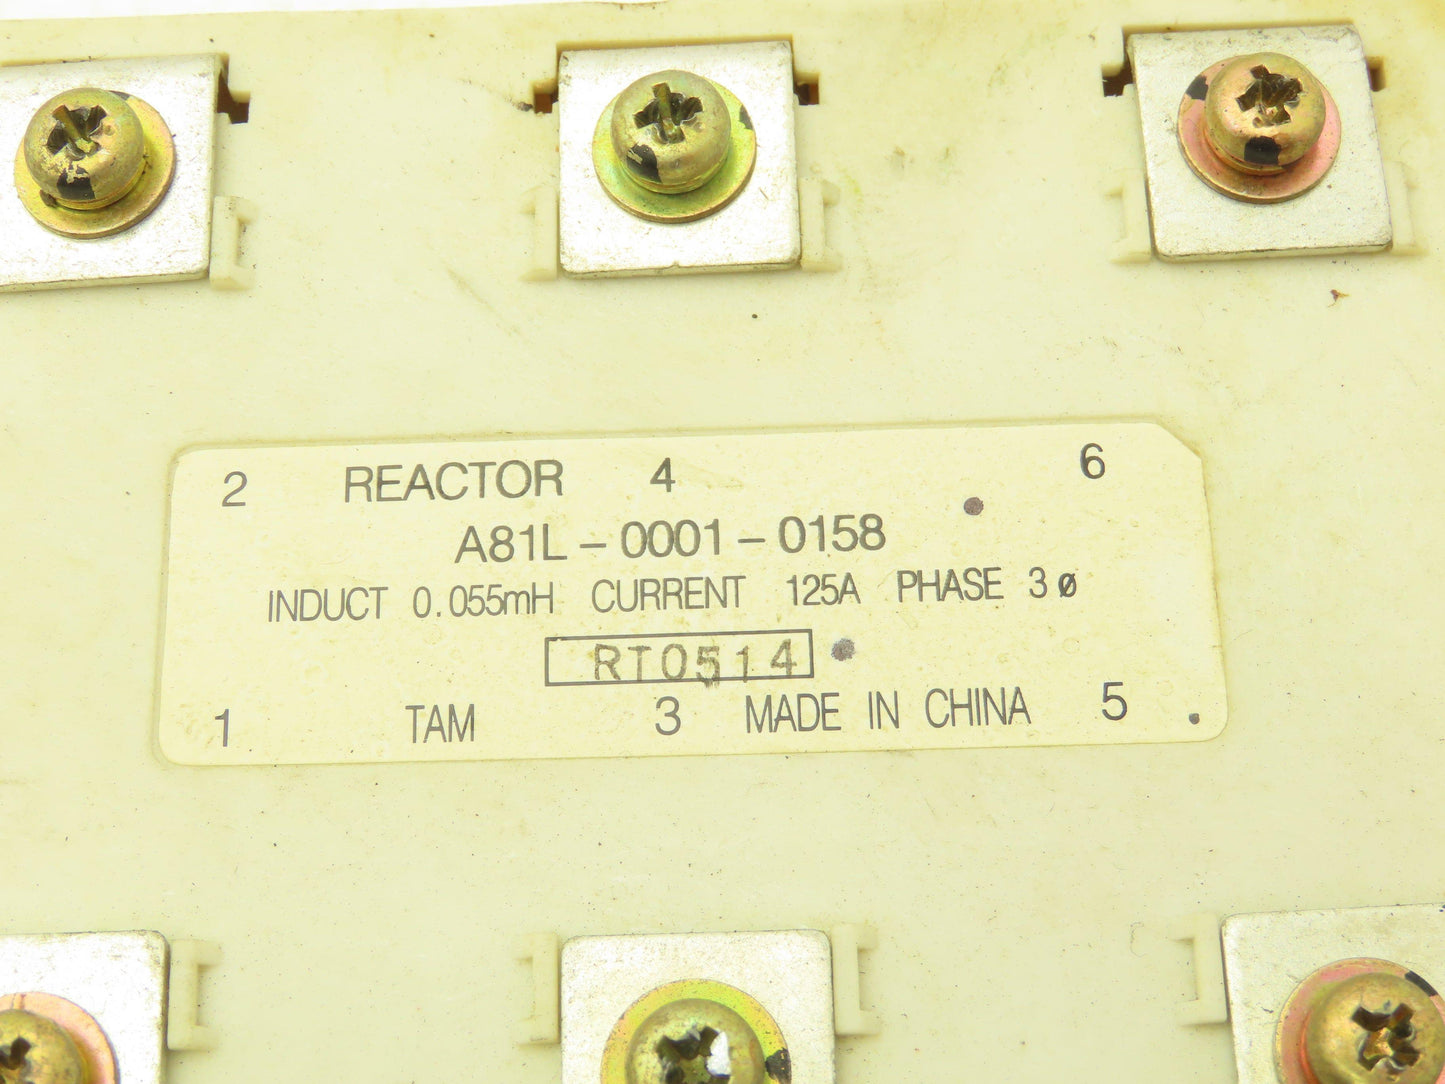 2 REACTOR 4 6
A81L-0001-0158
INDUCT 0.055mH CURRENT 125A PHASE 3ø
RT0514
1 TAM 3 MADE IN CHINA 5